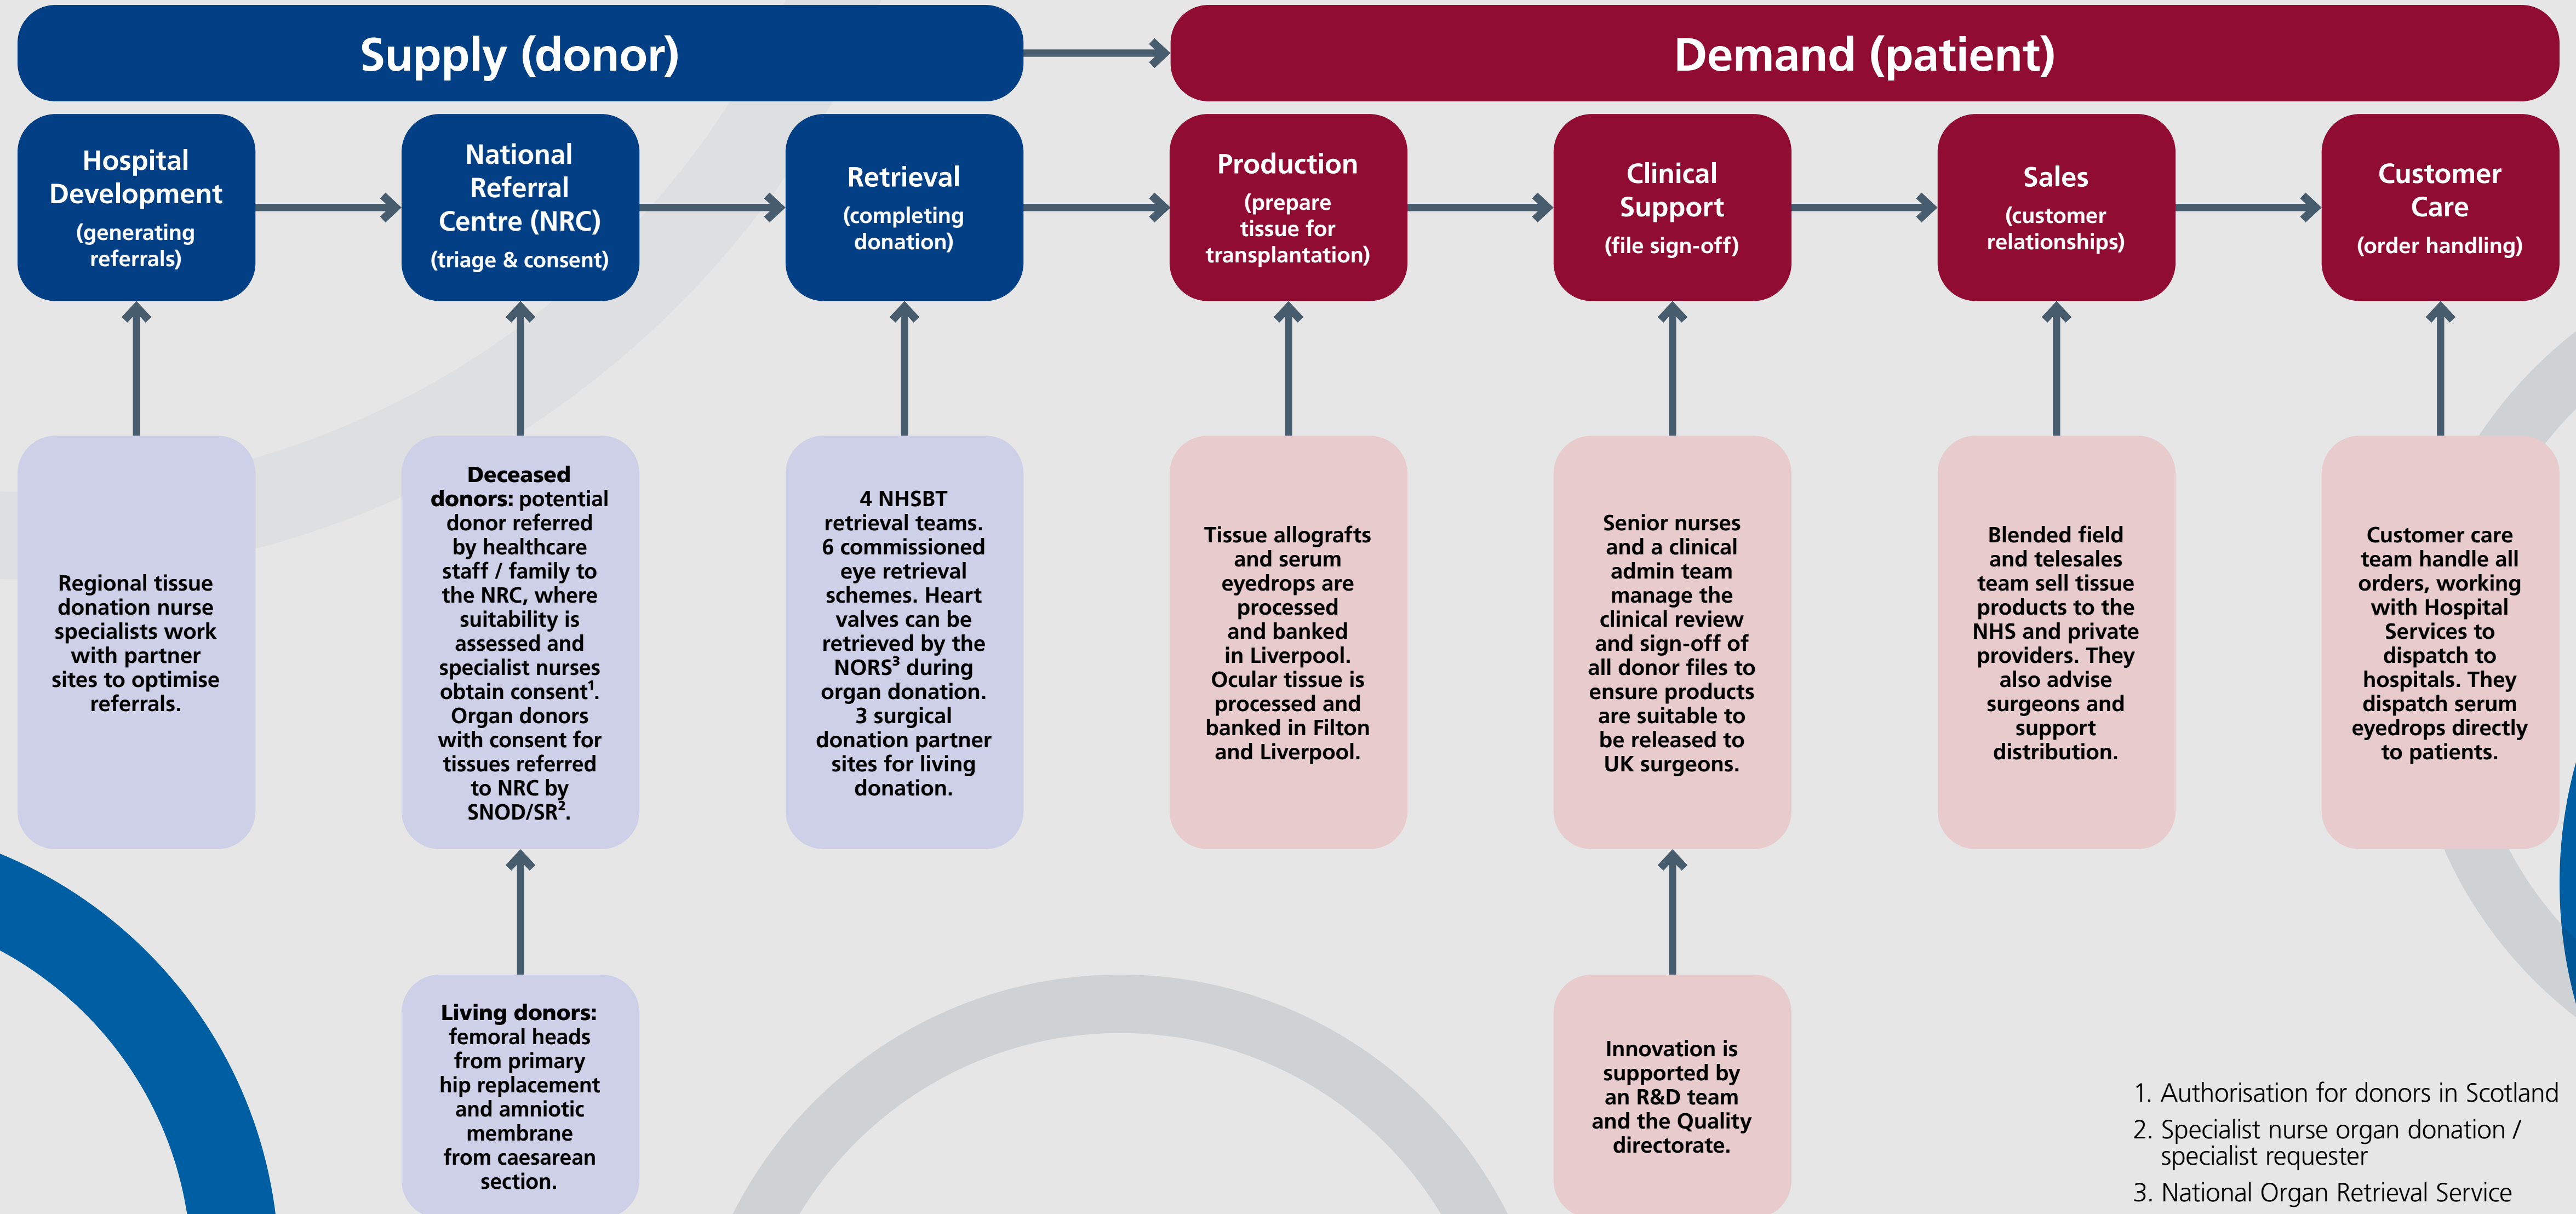 Supply (donor)
Demand (patient)
Hospital
Development
(generating
referrals)
National
Referral
Centre (NRC)
(triage & consent)
Retrieval
(completing
donation)
Production
(prepare
tissue for
transplantation)
Clinical
Support
(file sign-off)
Sales
(customer
relationships)
Customer
Care
(order handling)
Regional tissue
donation nurse
specialists work
with partner
sites to optimise
referrals.
Deceased
donors: potential
donor referred
by healthcare
staff / family to
the NRC, where
suitability is
assessed and
specialist nurses
obtain consent¹.
Organ donors
with consent for
tissues referred
to NRC by
SNOD/SR².
4 NHSBT
retrieval teams.
6 commissioned
eye retrieval
schemes. Heart
valves can be
retrieved by the
NORS³ during
organ donation.
3 surgical
donation partner
sites for living
donation.
Tissue allografts
and serum
eyedrops are
processed
and banked
in Liverpool.
Ocular tissue is
processed and
banked in Filton
and Liverpool.
Senior nurses
and a clinical
admin team
manage the
clinical review
and sign-off of
all donor files to
ensure products
are suitable to
be released to
UK surgeons.
Blended field
and telesales
team sell tissue
products to the
NHS and private
providers. They
also advise
surgeons and
support
distribution.
Customer care
team handle all
orders, working
with Hospital
Services to
dispatch to
hospitals. They
dispatch serum
eyedrops directly
to patients.
Living donors:
femoral heads
from primary
hip replacement
and amniotic
membrane
from caesarean
section.
Innovation is
supported by
an R&D team
and the Quality
directorate.
1. Authorisation for donors in Scotland
2. Specialist nurse organ donation /
specialist requester
3. National Organ Retrieval Service